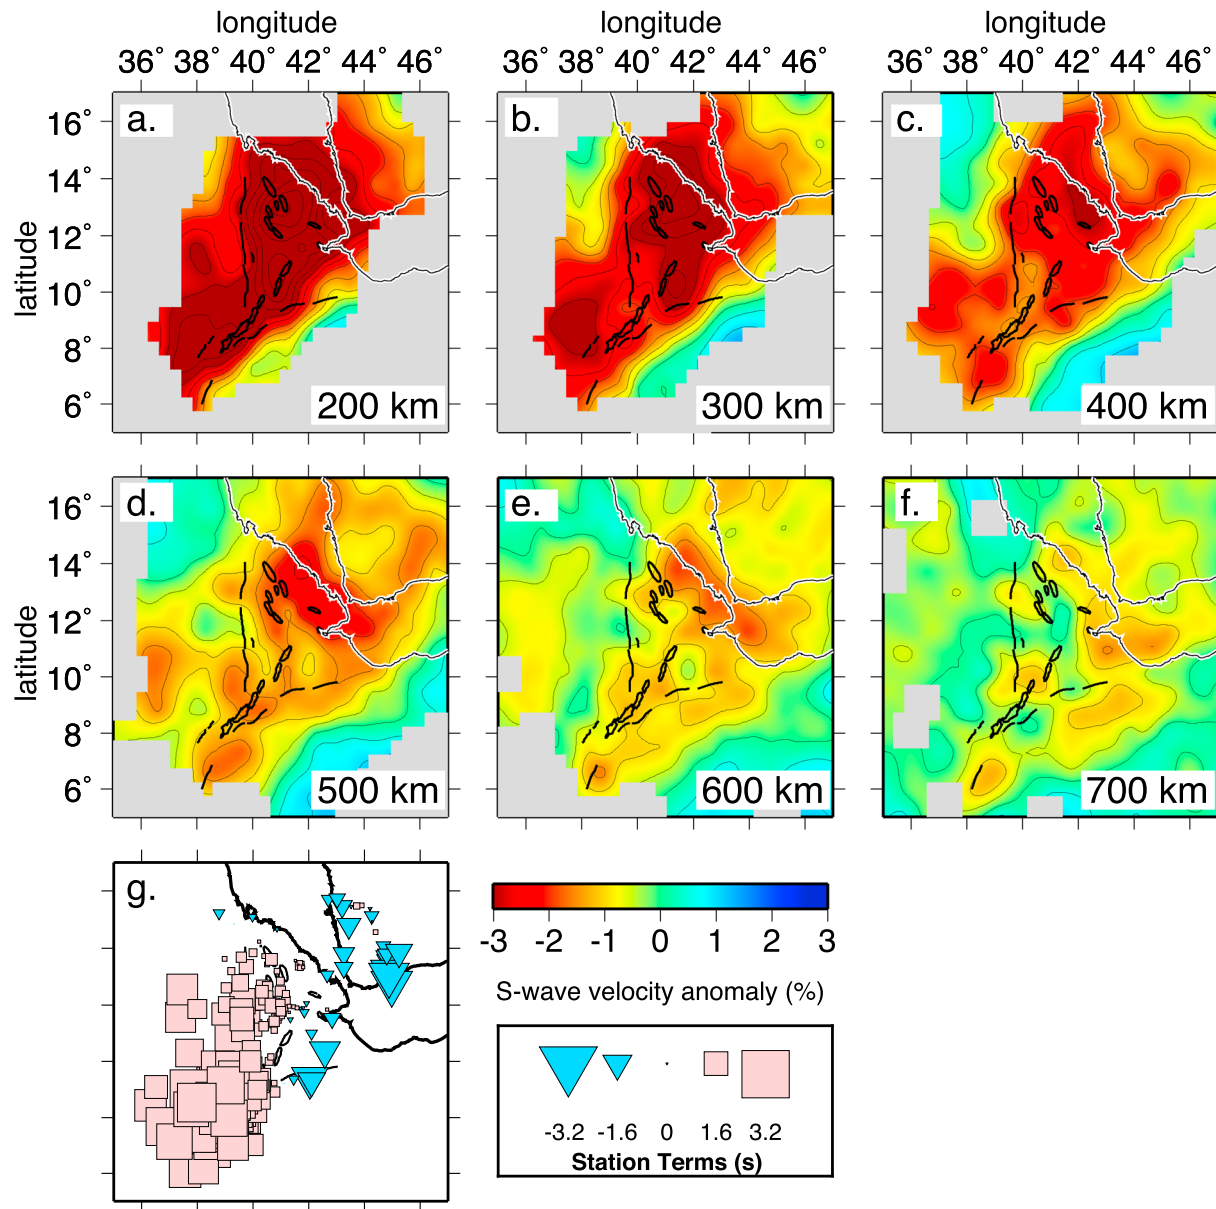 longitude longitude longitude
36° 38° 40° 42° 44° 46° 36° 38° 40° 42° 44° 46° 36° 38° 40° 42° 44° 46°
a. b. c.
16°
14°
12°
10°
8°
6°
latitude
200 km 300 km 400 km
d. e. f.
16°
14°
12°
10°
8°
6°
latitude
500 km 600 km 700 km
g.
-3 -2 -1 0 1 2 3
S-wave velocity anomaly (%)
-3.2 -1.6 0 1.6 3.2
Station Terms (s)